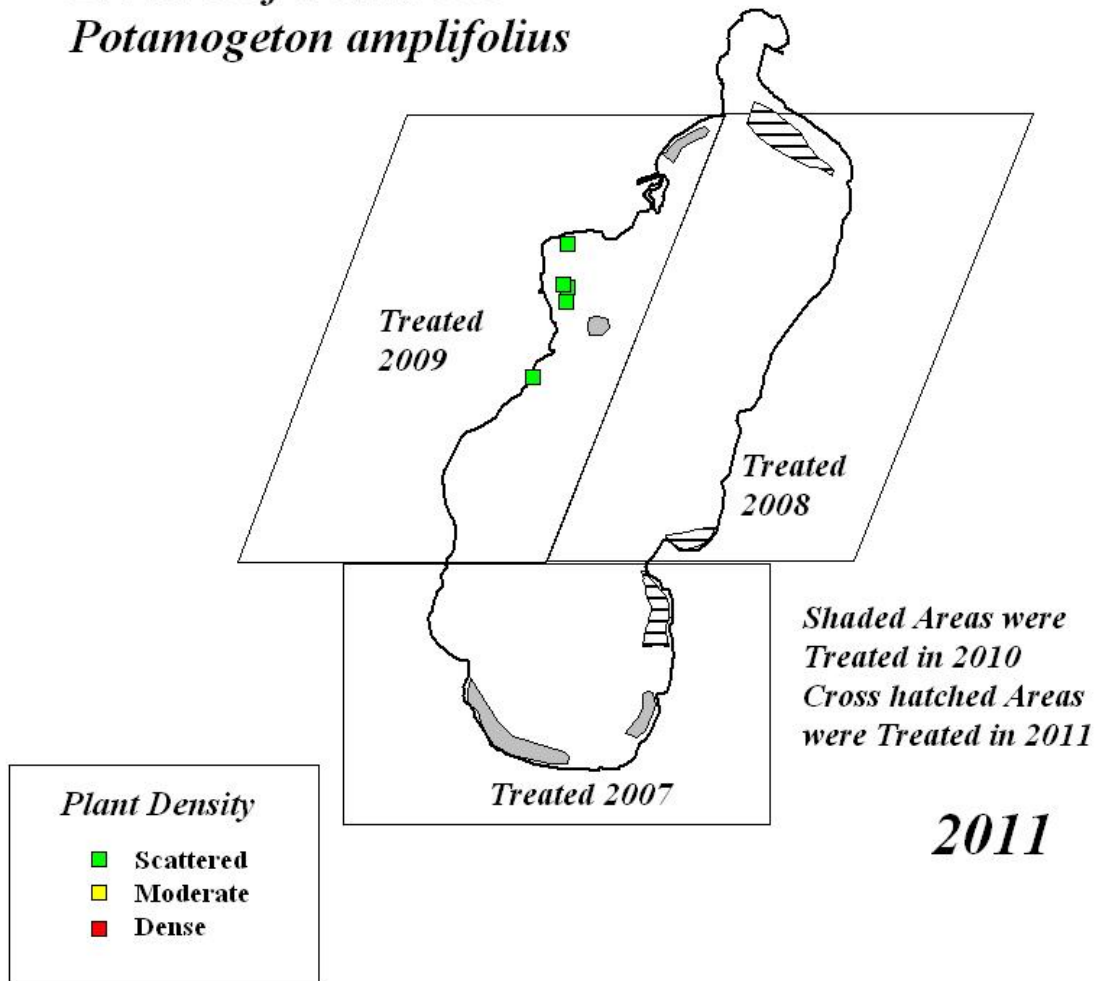 Potamogeton amplifolius
Treated
2009
Treated
2008
Shaded Areas were
Treated in 2010
Cross hatched Areas
were Treated in 2011
Treated 2007
Plant Density
Scattered
Moderate
Dense
2011